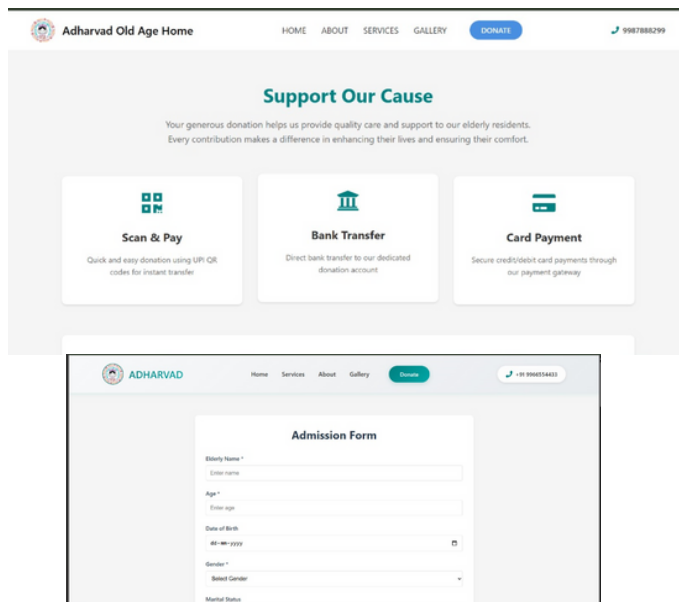 Adharvad Old Age Home HOME ABOUT SERVICES GALLERY DONATE 9987888299
Support Our Cause
Your generous donation helps us provide quality care and support to our elderly residents.
Every contribution makes a difference in enhancing their lives and ensuring their comfort.
Scan & Pay
Quick and easy donation using UPI QR
codes for instant transfer
Bank Transfer
Direct bank transfer to our dedicated
donation account
Card Payment
Secure credit/debit card payments through
our payment gateway
ADHARVAD Home Services About Gallery Donate
Admission Form
Elderly Name *
Enter name
Age *
Enter age
Date of Birth
dd-mm-yyyy
Gender *
Select Gender
Marital Status